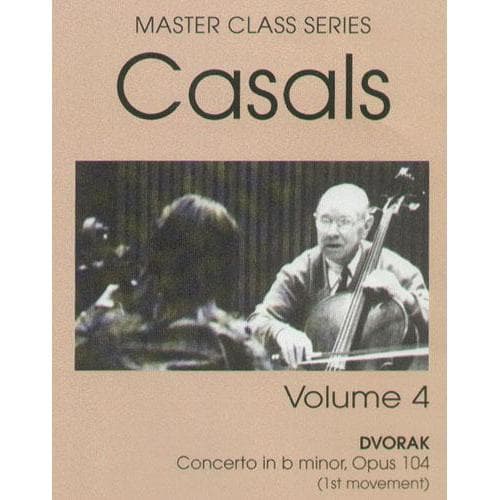 MASTER CLASS SERIES
Casals
Volume 4
DVORAK
Concerto in b minor, Opus 104
(1st movement)